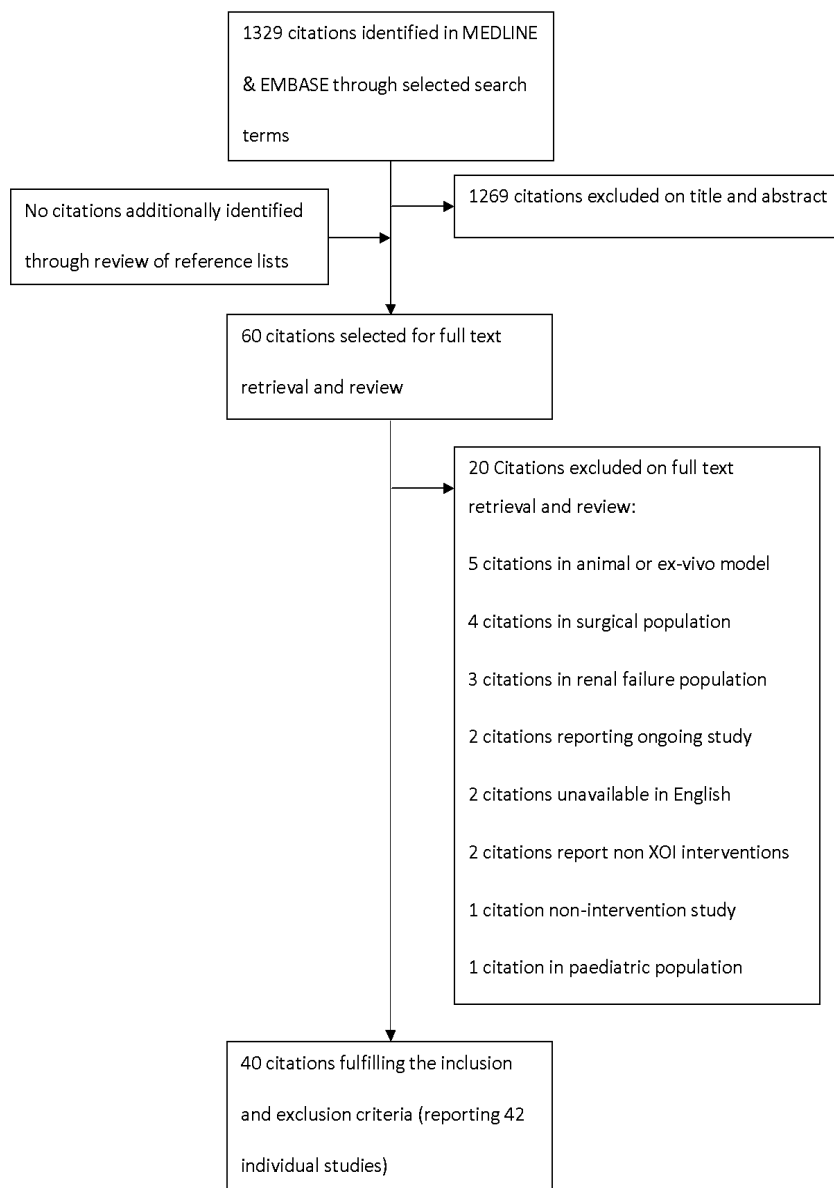 1329 citations identified in MEDLINE
& EMBASE through selected search
terms
No citations additionally identified
through review of reference lists
1269 citations excluded on title and abstract
60 citations selected for full text
retrieval and review
20 Citations excluded on full text
retrieval and review:
5 citations in animal or ex-vivo model
4 citations in surgical population
3 citations in renal failure population
2 citations reporting ongoing study
2 citations unavailable in English
2 citations report non XOI interventions
1 citation non-intervention study
1 citation in paediatric population
40 citations fulfilling the inclusion
and exclusion criteria (reporting 42
individual studies)